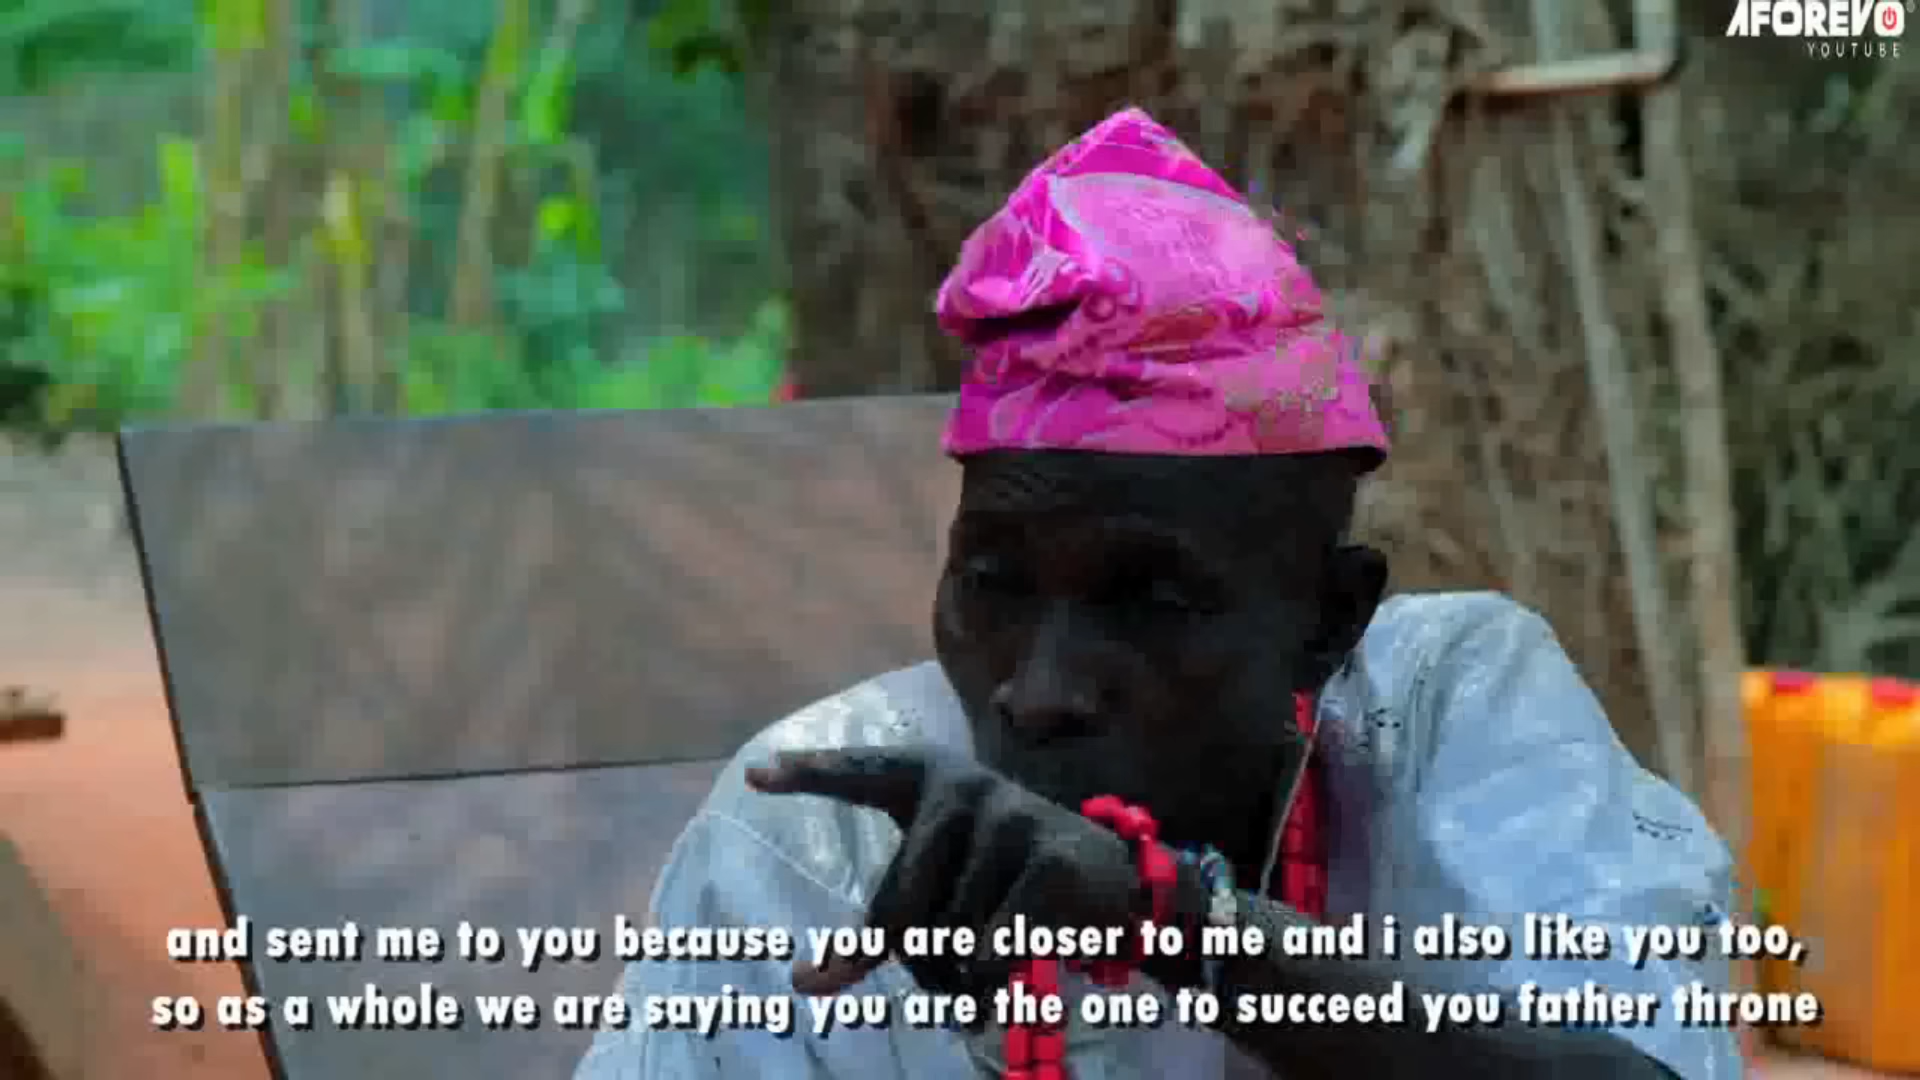 AFOREVO
YOUTUBE
and sent me to you because you are closer to me and i also like you too,
so as a whole we are saying you are the one to succeed you father throne